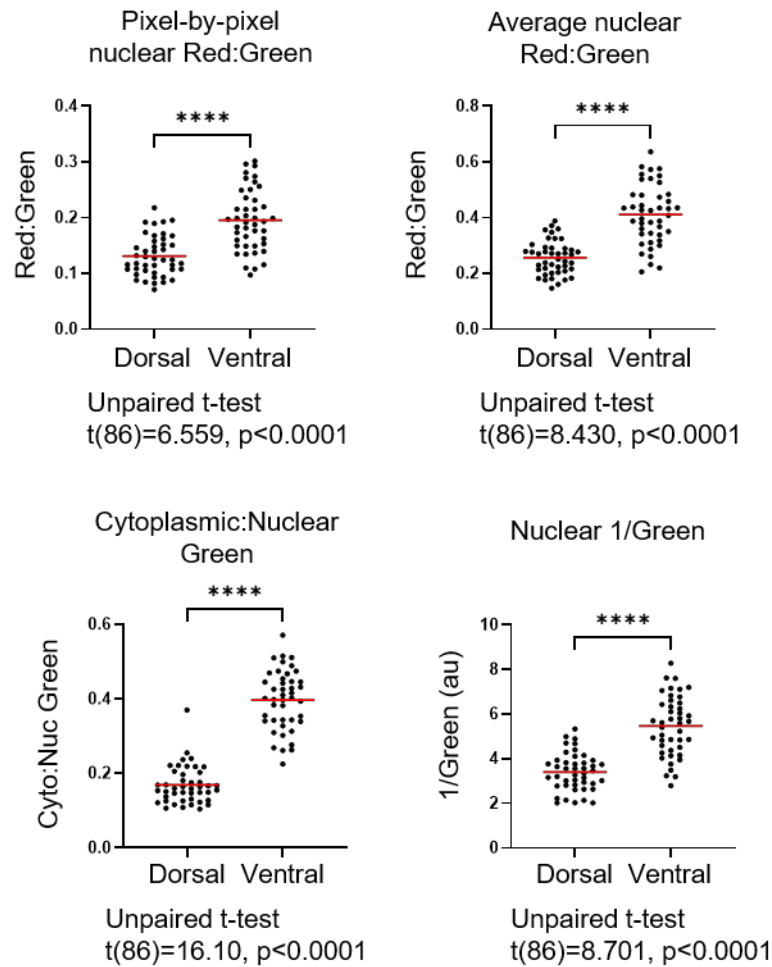 Pixel-by-pixel
nuclear Red:Green
0.4
0.3
0.2
0.1
0.0
Red:Green
****
Dorsal Ventral
Unpaired t-test
t(86)=6.559, p<0.0001
Average nuclear
Red:Green
0.8
0.6
0.4
0.2
0.0
Red:Green
****
Dorsal Ventral
Unpaired t-test
t(86)=8.430, p<0.0001
Cytoplasmic:Nuclear
Green
0.6
0.4
0.2
0.0
Cyto:Nuc Green
****
Dorsal Ventral
Unpaired t-test
t(86)=16.10, p<0.0001
Nuclear 1/Green
10
8
6
4
2
0
1/Green (au)
****
Dorsal Ventral
Unpaired t-test
t(86)=8.701, p<0.0001